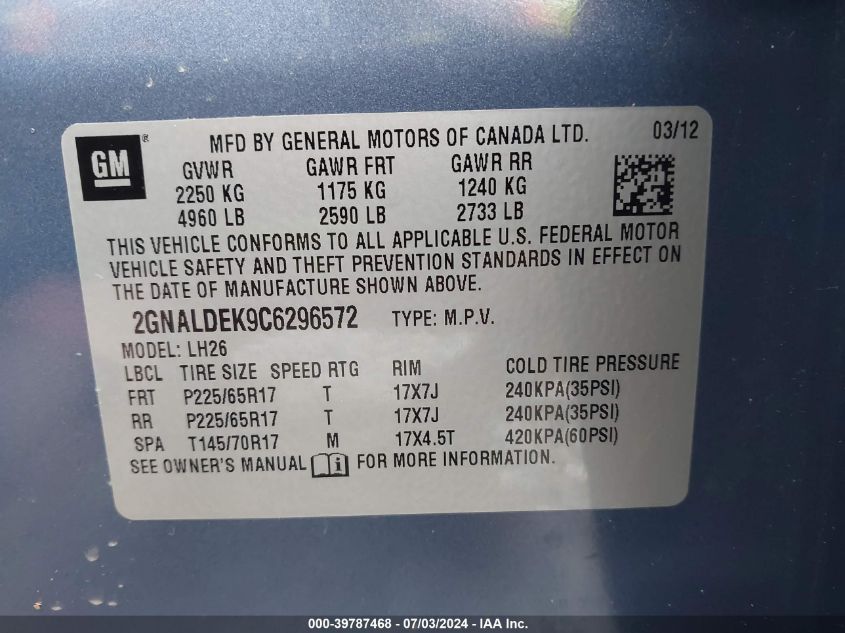 GM ® MFD BY GENERAL MOTORS OF CANADA LTD. 03/12
GVWR GAWR FRT GAWR RR
2250 KG 1175 KG 1240 KG
4960 LB 2590 LB 2733 LB
THIS VEHICLE CONFORMS TO ALL APPLICABLE U.S. FEDERAL MOTOR
VEHICLE SAFETY AND THEFT PREVENTION STANDARDS IN EFFECT ON
THE DATE OF MANUFACTURE SHOWN ABOVE.
2GNALDEK9C6296572 TYPE: M.P.V.
MODEL: LH26
LBCL TIRE SIZE SPEED RTG RIM COLD TIRE PRESSURE
FRT P225/65R17 T 17X7J 240KPA(35PSI)
RR P225/65R17 T 17X7J 240KPA(35PSI)
SPA T145/70R17 M 17X4.5T 420KPA(60PSI)
SEE OWNER'S MANUAL FOR MORE INFORMATION.
000-39787468 - 07/03/2024 - IAA Inc.